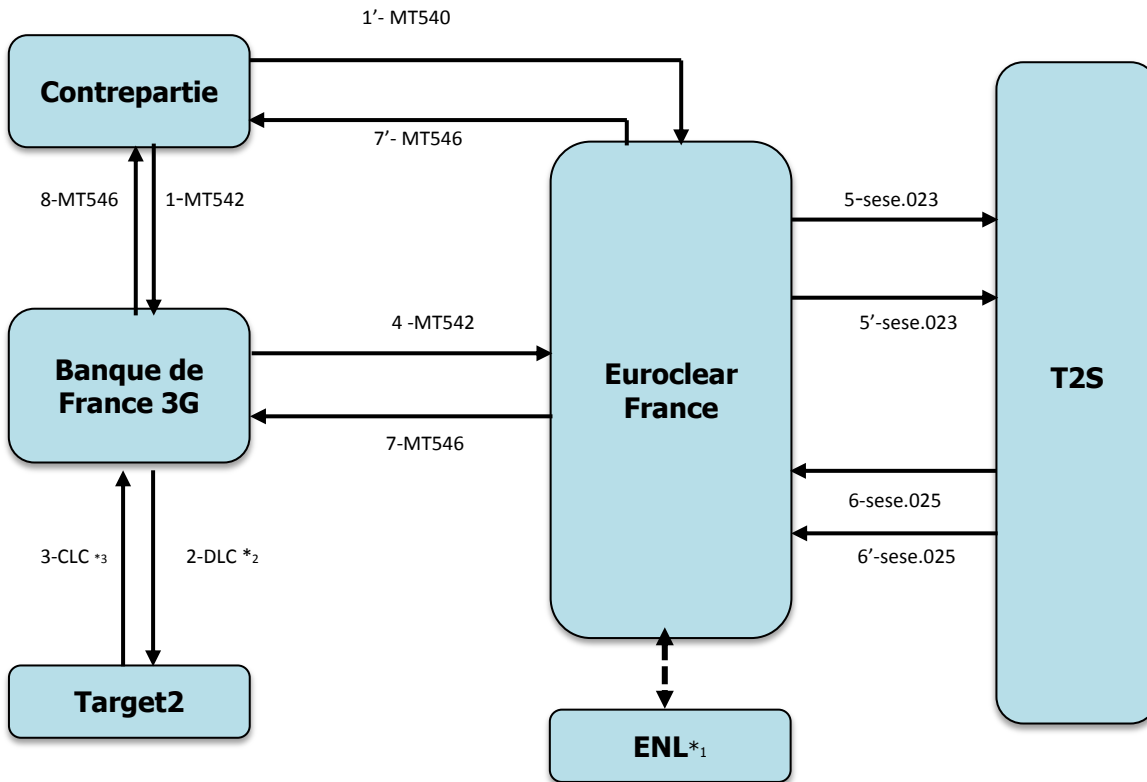 1’- MT540
Contrepartie
7’- MT546
8-MT546
1-MT542
5-sese.023
5’-sese.023
4 -MT542
Banque de
France 3G
Euroclear
France
T2S
7-MT546
6-sese.025
6’-sese.025
3-CLC *3
2-DLC *2
Target2
ENL*1